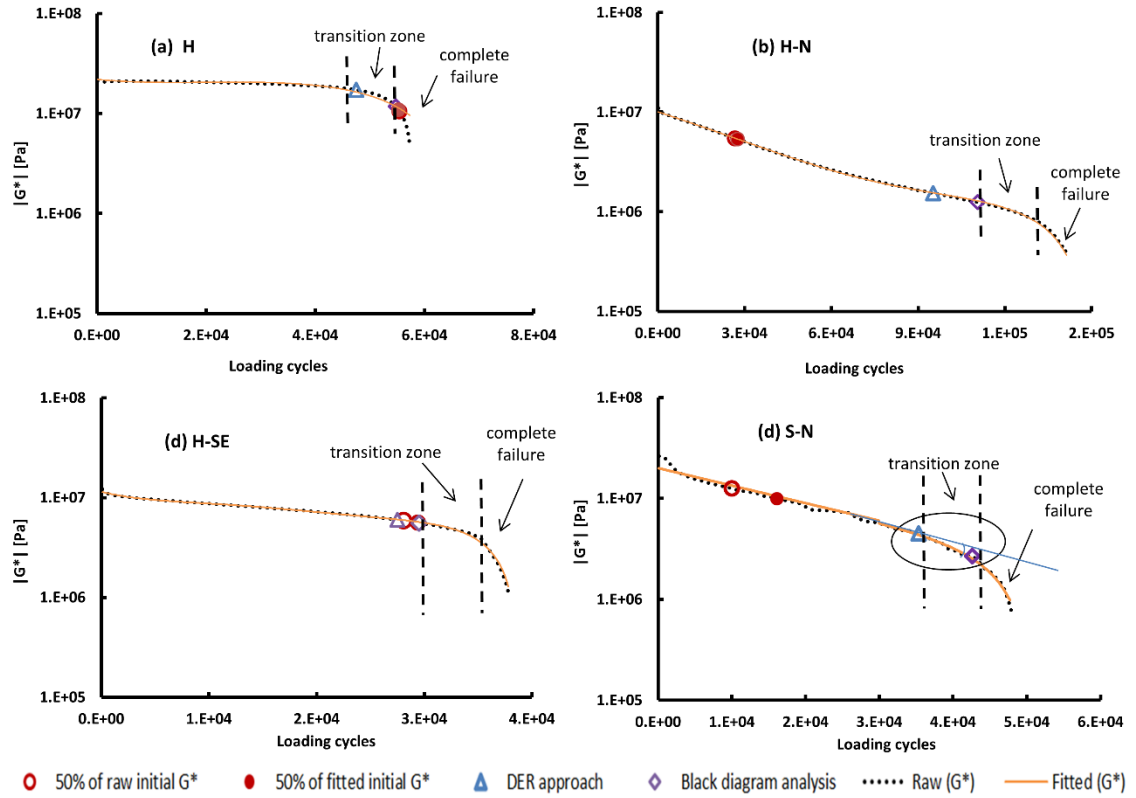 (a) H
transition zone
complete
failure
|G*| [Pa]
1.E+08
1.E+07
1.E+06
1.E+05
0.E+00 2.E+04 4.E+04 6.E+04 8.E+04
Loading cycles
(b) H-N
transition zone
complete
failure
|G*| [Pa]
1.E+08
1.E+07
1.E+06
1.E+05
0.E+00 3.E+04 6.E+04 9.E+04 1.E+05 2.E+05
Loading cycles
(d) H-SE
transition zone
complete
failure
|G*| [Pa]
1.E+08
1.E+07
1.E+06
1.E+05
0.E+00 1.E+04 2.E+04 3.E+04 4.E+04
Loading cycles
(d) S-N
transition zone
complete
failure
|G*| [Pa]
1.E+08
1.E+07
1.E+06
1.E+05
0.E+00 1.E+04 2.E+04 3.E+04 4.E+04 5.E+04 6.E+04
Loading cycles
50% of raw initial G* 50% of fitted initial G* DER approach Black diagram analysis Raw (G*) Fitted (G*)